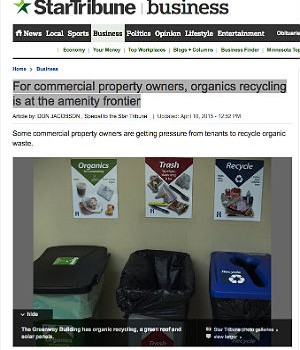 StarTribune | business
News Local Sports Business Politics Opinion Lifestyle Entertainment Obituaries
Economy Your Money Top Workplaces Blogs + Columns Business Finder Minnesota Top
Home > Business
For commercial property owners, organics recycling
is at the amenity frontier
Article by: DON JACOBSON , Special to the Star Tribune Updated: April 10, 2015 - 12:52 PM
Some commercial property owners are getting pressure from tenants to recycle organic
waste.
Organics Trash Recycle
hide
The Greenway Building has organic recycling, a green roof and
solar panels.
Star Tribune photo galleries
view larger